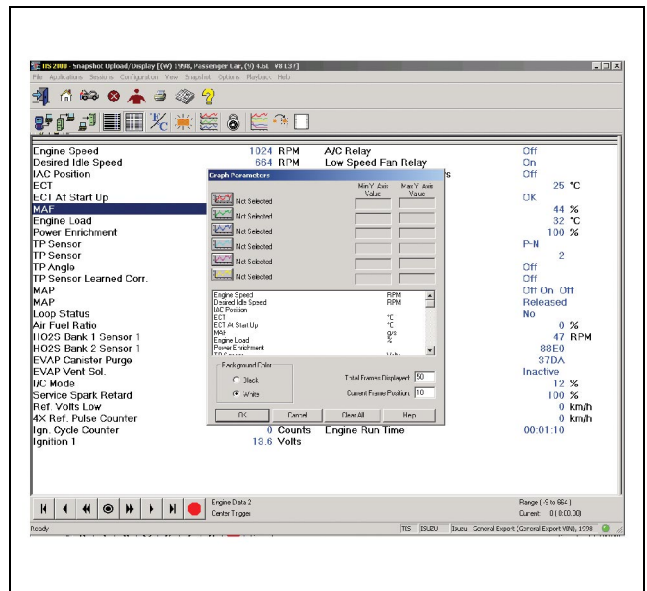 TIS 2000 - Snapshot Upload/Display [(W) 1998, Passenger Car, (9) 4.5L V8 L37]
File Applications Sessions Configuration View Snapshot Options Playback Help
Engine Speed 1024 RPM A/C Relay Off
Desired Idle Speed 664 RPM Low Speed Fan Relay On
IAC Position Off
ECT 25 °C
ECT At Start Up OK
MAF 44 %
Engine Load 32 °C
Power Enrichment 100 %
TP Sensor P-N
TP Sensor 2
TP Angle Off
TP Sensor Learned Corr. Off
MAP Off On Off
MAP Released
Loop Status No
Air Fuel Ratio 0 %
HO2S Bank 1 Sensor 1 47 RPM
HO2S Bank 2 Sensor 1 88E0
EVAP Canister Purge 37DA
EVAP Vent Sol. Inactive
I/C Mode 12 %
Service Spark Retard 100 %
Ref. Volts Low 0 km/h
4X Ref. Pulse Counter 0 km/h
Ign. Cycle Counter 0 Counts Engine Run Time 00:01:10
Ignition 1 13.6 Volts
Graph Parameters
Min Y Axis Value Max Y Axis Value
Not Selected
Not Selected
Not Selected
Not Selected
Not Selected
Not Selected
Engine Speed RPM
Desired Idle Speed RPM
IAC Position
ECT °C
ECT At Start Up °C
MAF g/s
Engine Load %
Power Enrichment
TP Sensor Volts
Background Color
Black
White
Total Frames Displayed: 50
Current Frame Position: 10
OK Cancel Clear All Help
Engine Data 2
Center Trigger
Range ( -5 to 664 )
Current: 0 ( 0:00.00)
Ready TIS ISUZU Isuzu General Export (General Export VIN), 1998